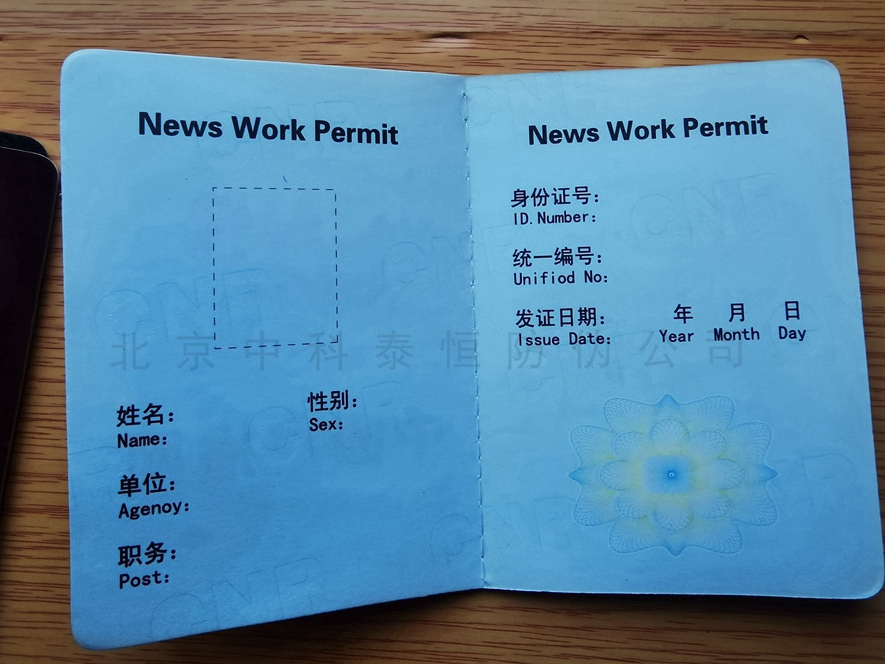 News Work Permit
姓名：
Name:
性别：
Sex:
单位：
Agenoy:
职务：
Post:
News Work Permit
身份证号：
ID.Number:
统一编号：
Unifiod No:
发证日期： 年 月 日
Issue Date: Year Month Day
北京中科泰恒防伪公司
CNP